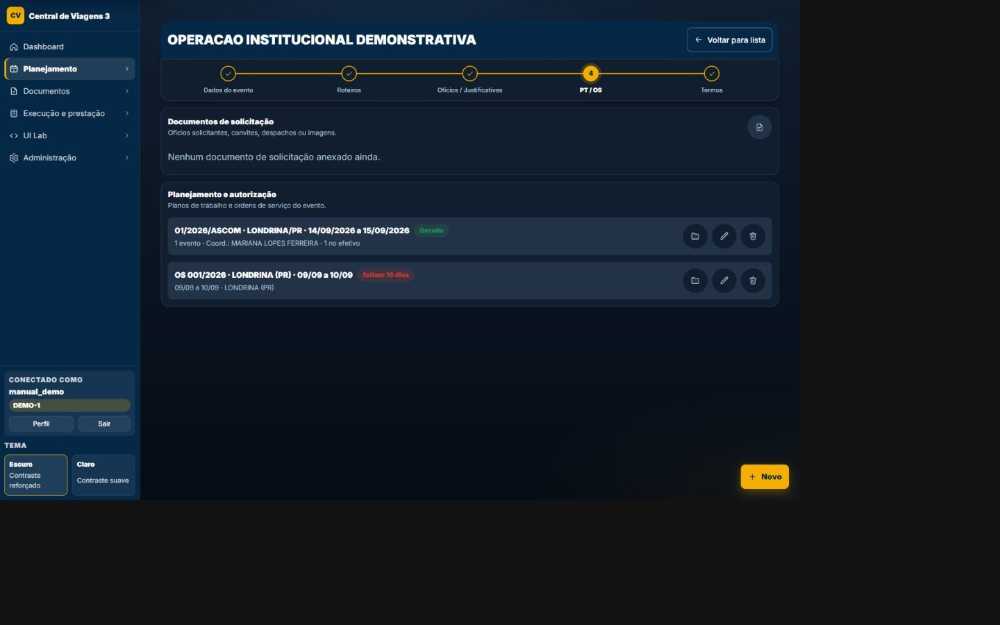 CV Central de Viagens 3
Dashboard
Planejamento
Documentos
Execução e prestação
UI Lab
Administração
CONECTADO COMO
manual_demo
DEMO-1
Perfil Sair
TEMA
Escuro
Contraste reforçado
Claro
Contraste suave
OPERACAO INSTITUCIONAL DEMONSTRATIVA
Voltar para lista
4
Dados do evento Roteiros Ofícios / Justificativas PT / OS Termos
Documentos de solicitação
Ofícios solicitantes, convites, despachos ou imagens.
Nenhum documento de solicitação anexado ainda.
Planejamento e autorização
Planos de trabalho e ordens de serviço do evento.
01/2026/ASCOM · LONDRINA/PR · 14/09/2026 a 15/09/2026 Gerado
1 evento · Coord.: MARIANA LOPES FERREIRA · 1 no efetivo
OS 001/2026 · LONDRINA (PR) · 09/09 a 10/09 faltam 16 dias
09/09 a 10/09 · LONDRINA (PR)
+ Novo